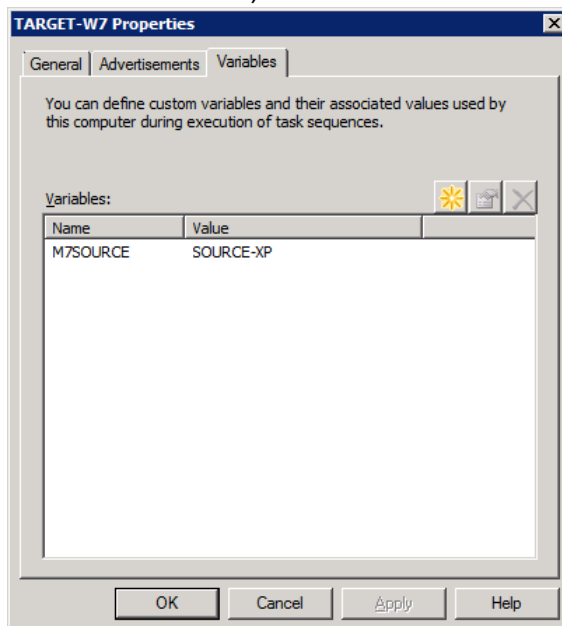 TARGET-W7 Properties
General Advertisements Variables
You can define custom variables and their associated values used by
this computer during execution of task sequences.
Variables:
Name Value
M7SOURCE SOURCE-XP
OK Cancel Apply Help